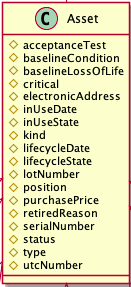 C Asset
acceptanceTest
baselineCondition
baselineLossOfLife
critical
electronicAddress
inUseDate
inUseState
kind
lifecycleDate
lifecycleState
lotNumber
position
purchasePrice
retiredReason
serialNumber
status
type
utcNumber